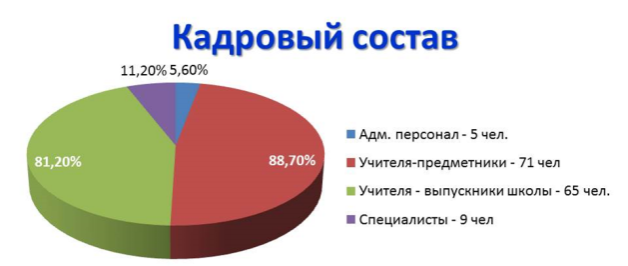 Кадровый состав
11,20% 5,60%
81,20%
88,70%
Адм. персонал - 5 чел.
Учителя-предметники - 71 чел
Учителя - выпускники школы - 65 чел.
Специалисты - 9 чел